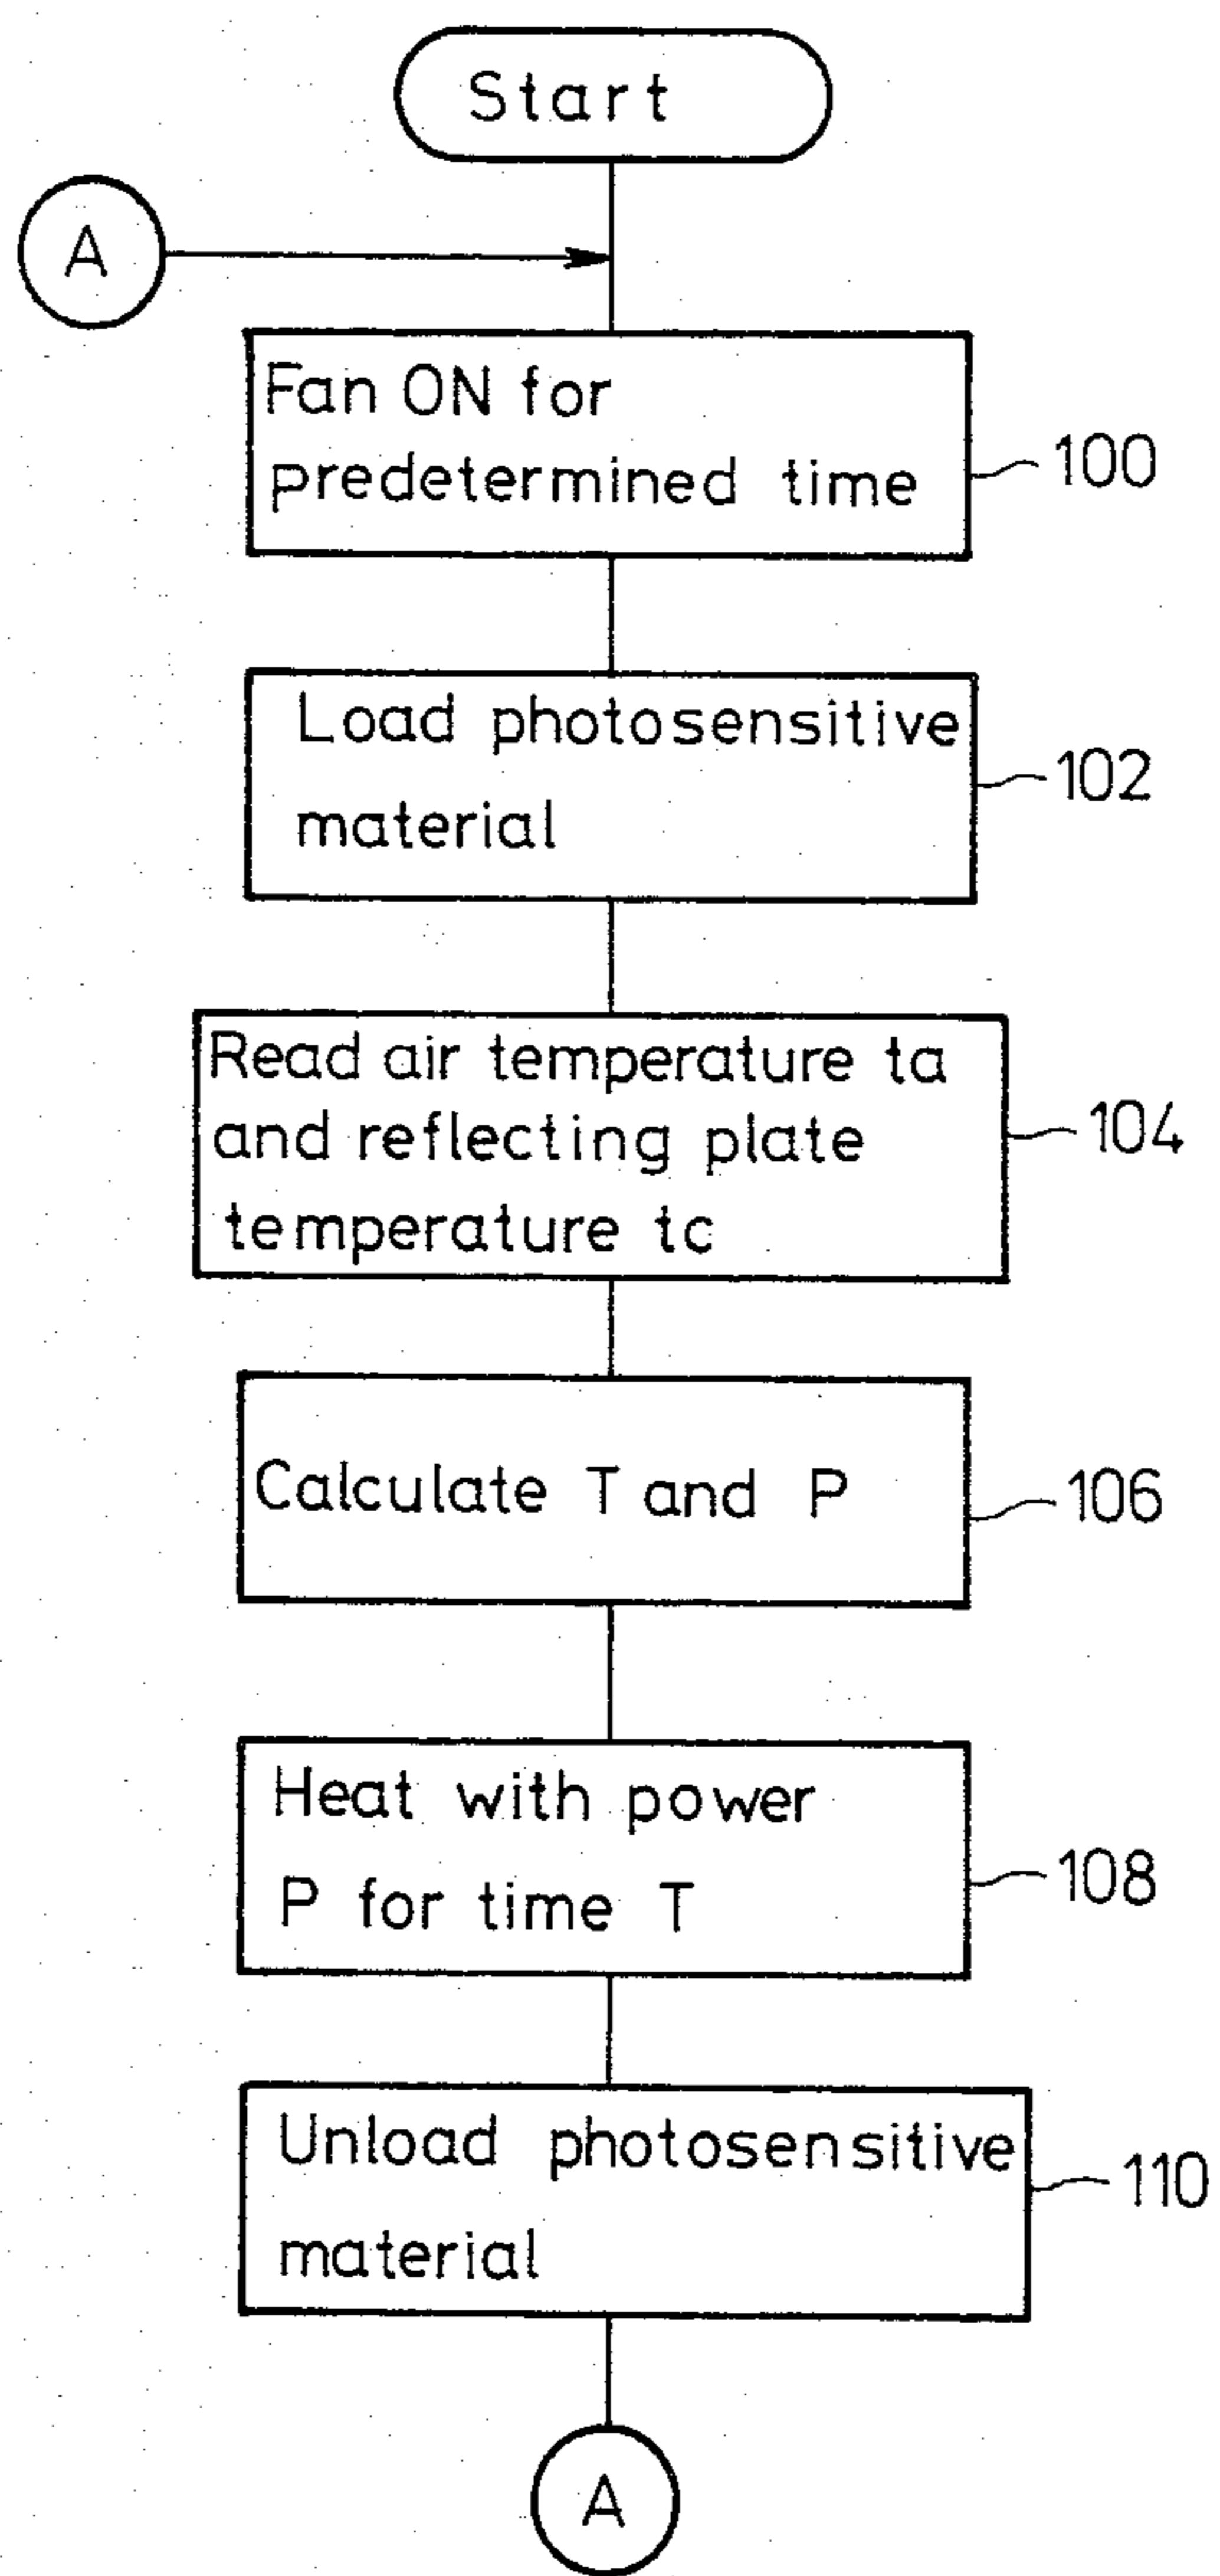 Start
A
Fan ON for
predetermined time
100
Load photosensitive
material
102
Read air temperature ta
and reflecting plate
temperature tc
104
Calculate T and P
106
Heat with power
P for time T
108
Unload photosensitive
material
110
A